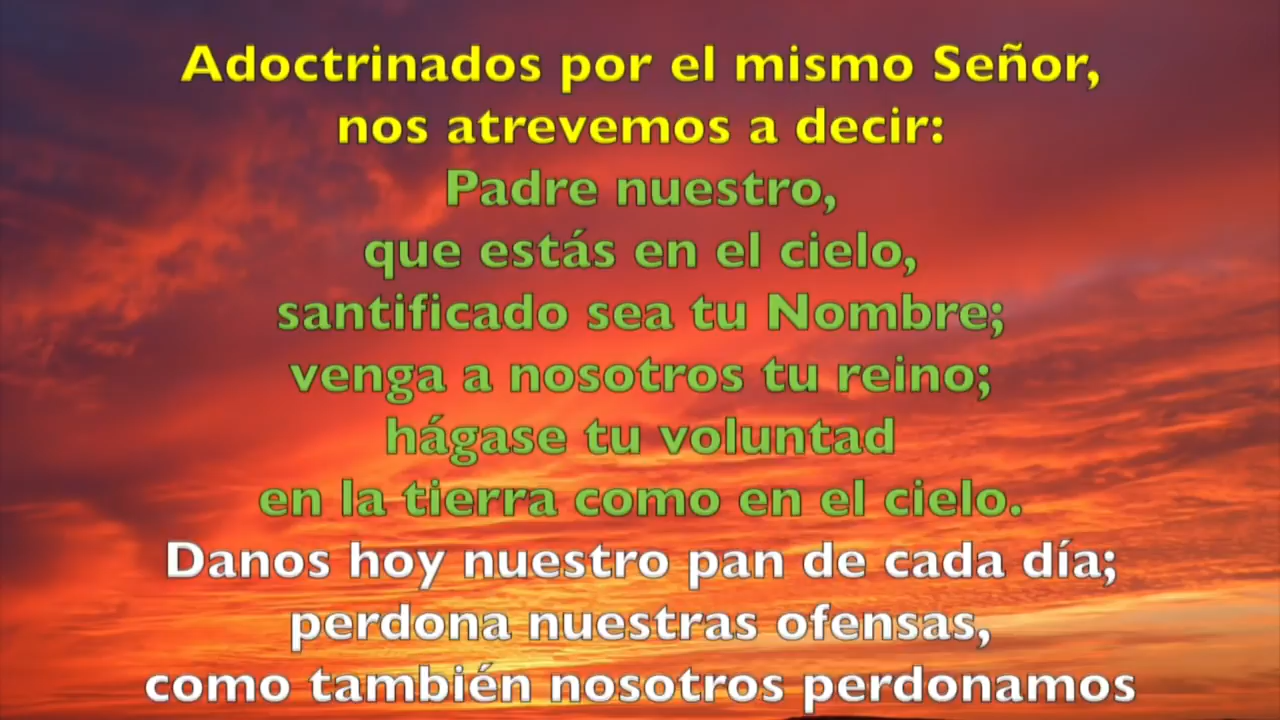 Adoctrinados por el mismo Señor,
nos atrevemos a decir:
Padre nuestro,
que estás en el cielo,
santificado sea tu Nombre;
venga a nosotros tu reino;
hágase tu voluntad
en la tierra como en el cielo.
Danos hoy nuestro pan de cada día;
perdona nuestras ofensas,
como también nosotros perdonamos